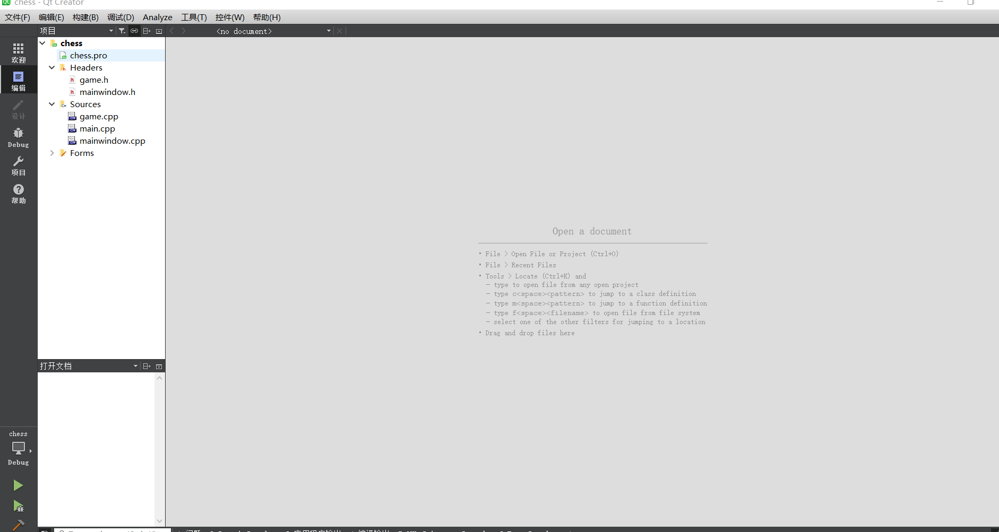 chess - Qt Creator
文件(F) 编辑(E) 构建(B) 调试(D) Analyze 工具(T) 控件(W) 帮助(H)
项目
<no document>
欢迎
编辑
设计
Debug
项目
帮助
chess
chess.pro
Headers
game.h
mainwindow.h
Sources
game.cpp
main.cpp
mainwindow.cpp
Forms
Open a document
• File > Open File or Project (Ctrl+O)
• File > Recent Files
• Tools > Locate (Ctrl+K) and
- type to open file from any open project
- type c<space><pattern> to jump to a class definition
- type m<space><pattern> to jump to a function definition
- type f<space><filename> to open file from file system
- select one of the other filters for jumping to a location
• Drag and drop files here
打开文档
chess
Debug